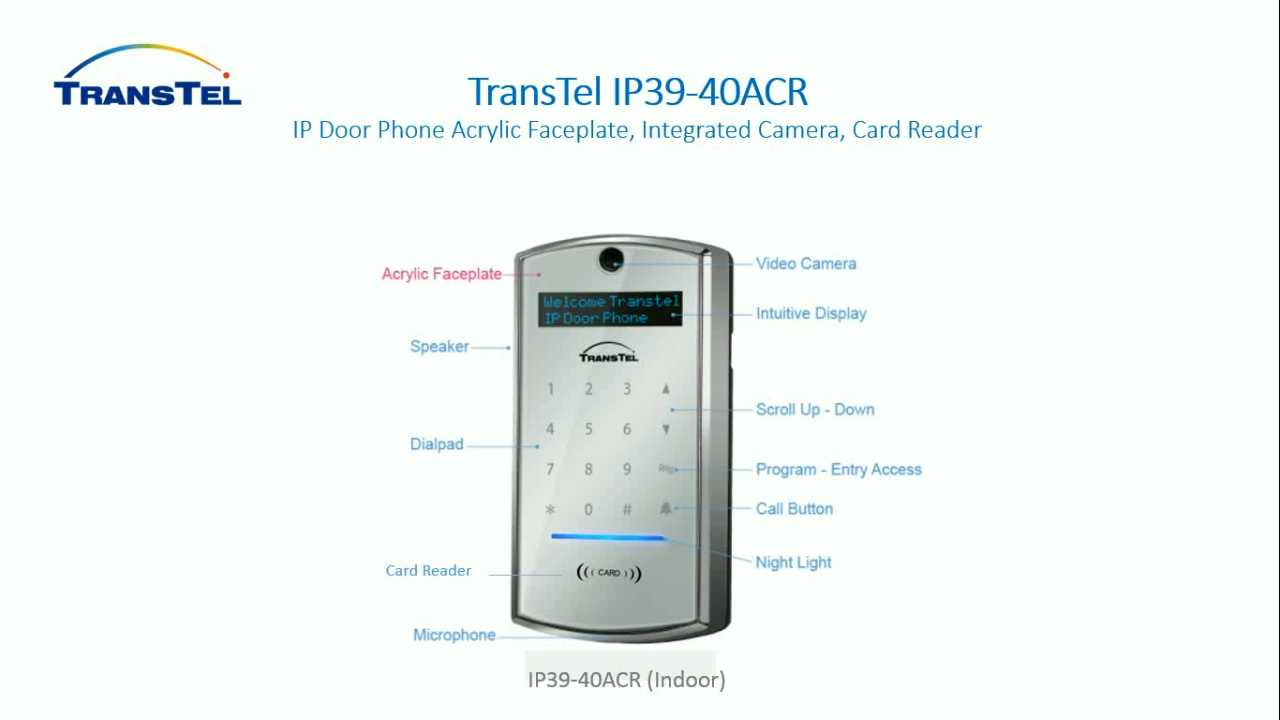 TRANSTEL
TransTel IP39-40ACR
IP Door Phone Acrylic Faceplate, Integrated Camera, Card Reader
Acrylic Faceplate
Video Camera
Welcome Transtel
IP Door Phone
Intuitive Display
Speaker
TRANSTEL
1 2 3 ▲
Scroll Up - Down
4 5 6 ▼
Dialpad
7 8 9
Program - Entry Access
* 0 #
Call Button
Night Light
Card Reader
CARD
Microphone
IP39-40ACR (Indoor)